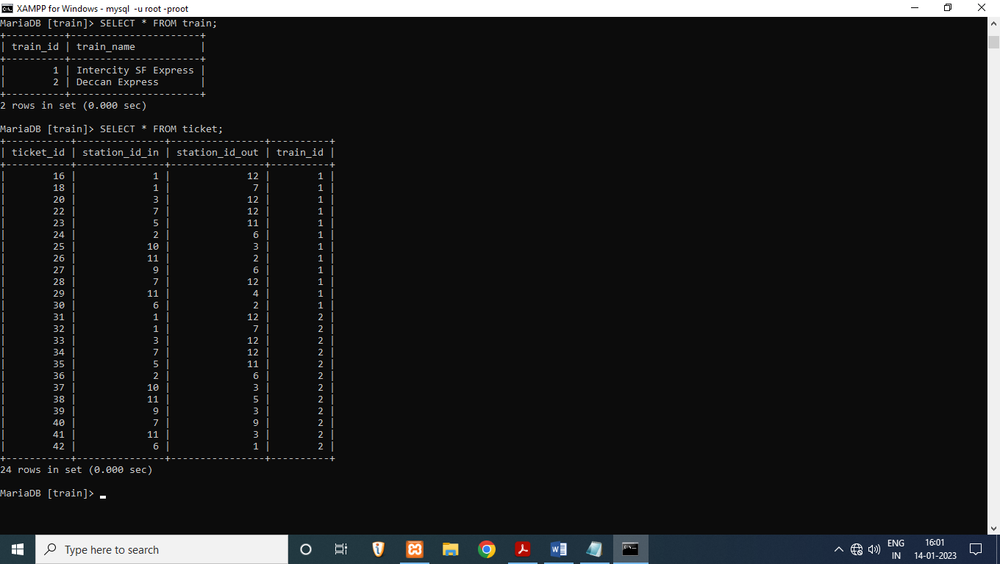 XAMPP for Windows - mysql  -u root -proot
MariaDB [train]> SELECT * FROM train;
+----------+----------------------+
| train_id | train_name           |
+----------+----------------------+
|        1 | Intercity SF Express |
|        2 | Deccan Express       |
+----------+----------------------+
2 rows in set (0.000 sec)
MariaDB [train]> SELECT * FROM ticket;
+-----------+---------------+----------------+----------+
| ticket_id | station_id_in | station_id_out | train_id |
+-----------+---------------+----------------+----------+
|        16 |             1 |             12 |        1 |
|        18 |             1 |              7 |        1 |
|        20 |             3 |             12 |        1 |
|        22 |             7 |             12 |        1 |
|        23 |             5 |             11 |        1 |
|        24 |             2 |              6 |        1 |
|        25 |            10 |              3 |        1 |
|        26 |            11 |              2 |        1 |
|        27 |             9 |              6 |        1 |
|        28 |             7 |             12 |        1 |
|        29 |            11 |              4 |        1 |
|        30 |             6 |              2 |        1 |
|        31 |             1 |             12 |        2 |
|        32 |             1 |              7 |        2 |
|        33 |             3 |             12 |        2 |
|        34 |             7 |             12 |        2 |
|        35 |             5 |             11 |        2 |
|        36 |             2 |              6 |        2 |
|        37 |            10 |              3 |        2 |
|        38 |            11 |              5 |        2 |
|        39 |             9 |              3 |        2 |
|        40 |             7 |              9 |        2 |
|        41 |            11 |              3 |        2 |
|        42 |             6 |              1 |        2 |
+-----------+---------------+----------------+----------+
24 rows in set (0.000 sec)
MariaDB [train]> _
Type here to search
ENG
IN
16:01
14-01-2023